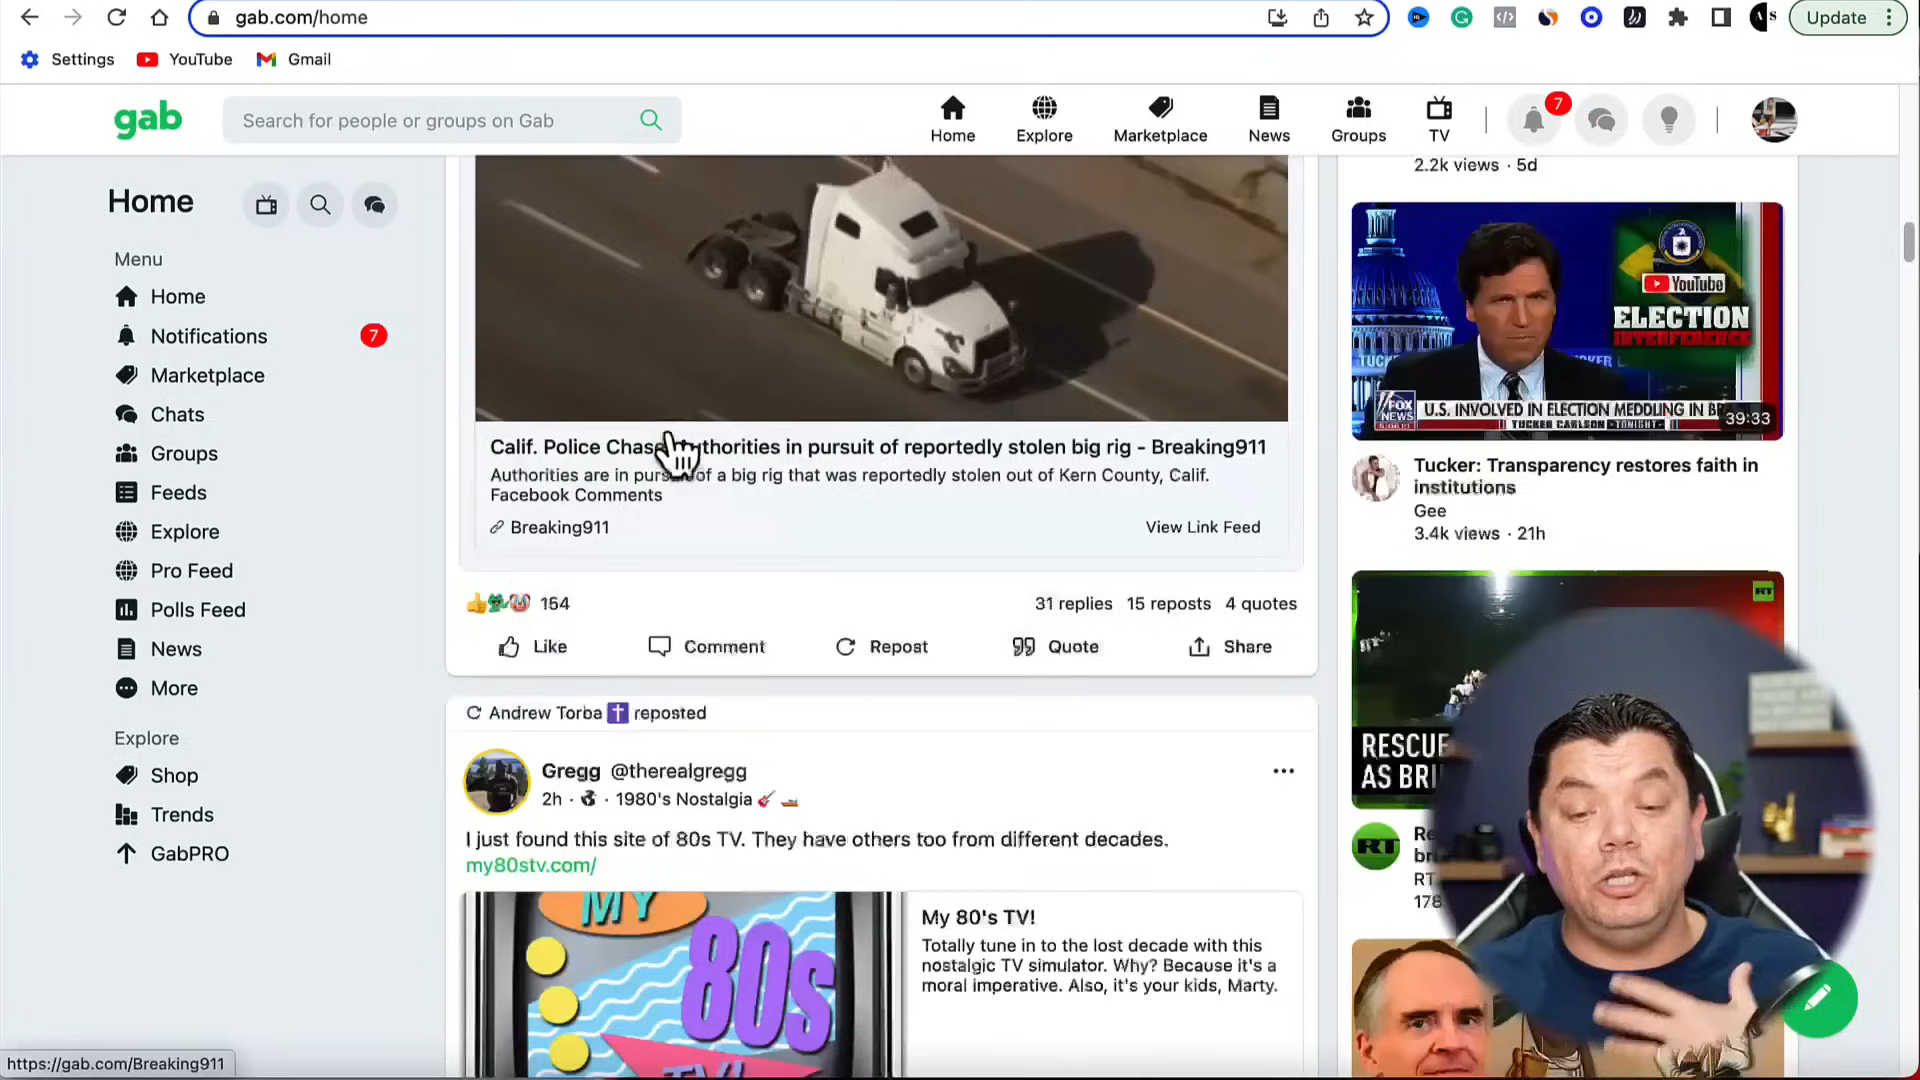 gab.com/home
Update
Settings
YouTube
Gmail
gab
Search for people or groups on Gab
Home
Explore
Marketplace
News
Groups
TV
7
2.2k views · 5d
Home
Menu
Home
Notifications
7
Marketplace
Chats
Groups
Feeds
Explore
Pro Feed
Polls Feed
News
More
Explore
Shop
Trends
GabPRO
Calif. Police Chase uthorities in pursuit of reportedly stolen big rig - Breaking911
Authorities are in of a big rig that was reportedly stolen out of Kern County, Calif.
Facebook Comments
Breaking911
View Link Feed
164
31 replies 15 reposts 4 quotes
Like
Comment
Repost
Quote
Share
Andrew Torba reposted
Gregg @therealgregg
2h · · 1980's Nostalgia
I just found this site of 80s TV. They have others too from different decades.
my80stv.com/
MY
80s
TV!
My 80's TV!
Totally tune in to the lost decade with this
nostalgic TV simulator. Why? Because it's a
moral imperative. Also, it's your kids, Marty.
YouTube
ELECTION
INTERFERENCE
FOX
NEWS
U.S. INVOLVED IN ELECTION MEDDLING IN
TUCKER CARLSON TONIGHT
39:33
Tucker: Transparency restores faith in
institutions
Gee
3.4k views · 21h
RT
RESCUE
AS BRI
RT
Re
RT
178
https://gab.com/Breaking911